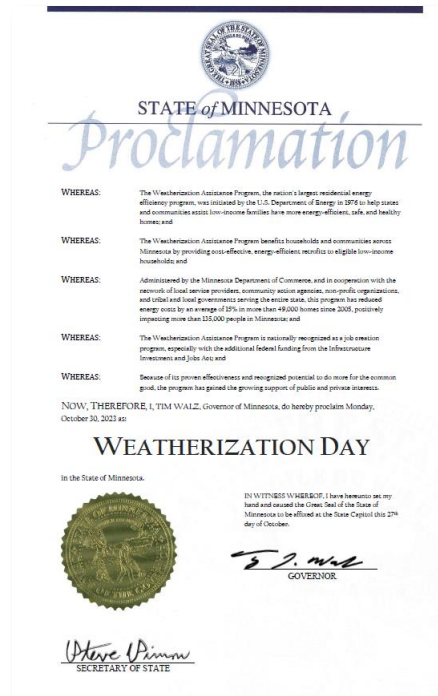 STATE of MINNESOTA
Proclamation
WHEREAS: The Weatherization Assistance Program, the nation's largest residential energy
efficiency program, was initiated by the U.S. Department of Energy in 1976 to help states
and communities assist low-income families have more energy-efficient, safe, and healthy
homes; and
WHEREAS: The Weatherization Assistance Program benefits households and communities across
Minnesota by providing cost-effective, energy-efficient retrofits to eligible low-income
households; and
WHEREAS: Administered by the Minnesota Department of Commerce, and in cooperation with the
network of local service providers, community action agencies, non-profit organizations,
and tribal and local governments serving the entire state, this program has reduced
energy costs by an average of 15% in more than 49,000 homes since 2005, positively
impacting more than 135,000 people in Minnesota; and
WHEREAS: The Weatherization Assistance Program is nationally recognized as a job creation
program, especially with the additional federal funding from the Infrastructure
Investment and Jobs Act; and
WHEREAS: Because of its proven effectiveness and recognized potential to do more for the common
good, the program has gained the growing support of public and private interests.
NOW, THEREFORE, I, TIM WALZ, Governor of Minnesota, do hereby proclaim Monday,
October 30, 2023 as:
WEATHERIZATION DAY
in the State of Minnesota.
IN WITNESS WHEREOF, I have hereunto set my
hand and caused the Great Seal of the State of
Minnesota to be affixed at the State Capitol this 27th
day of October.
GOVERNOR
Steve Simon
SECRETARY OF STATE